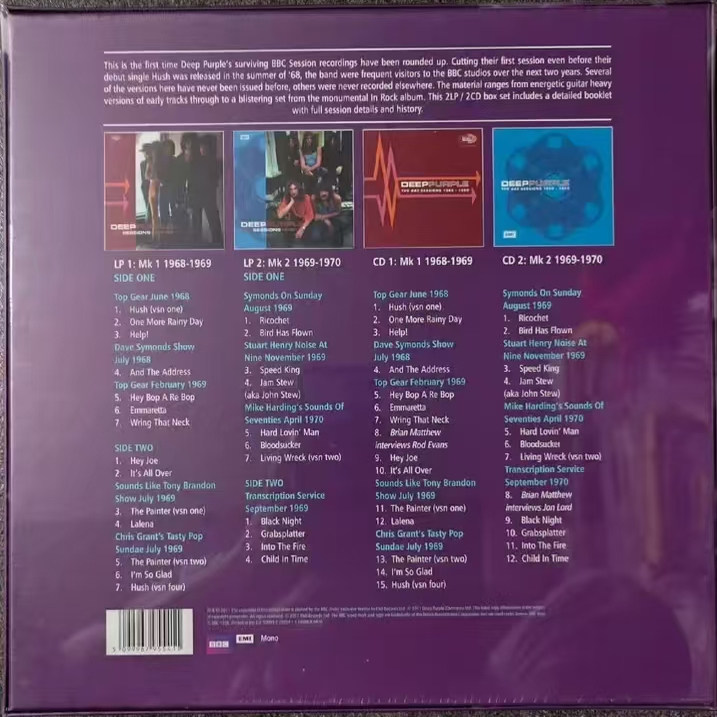 This is the first time Deep Purple's surviving BBC Session recordings have been rounded up. Cutting their first session even before their
debut single Hush was released in the summer of '68, the band were frequent visitors to the BBC studios over the next two years. Several
of the versions here have never been issued before, others were never recorded elsewhere. The material ranges from energetic guitar heavy
versions of early tracks through to a blistering set from the monumental In Rock album. This 2LP / 2CD box set includes a detailed booklet
with full session details and history.
DEEP
SESSIONS
DEEP
SESSIONS
DEEPPURPLE
THE BBC SESSIONS 1968 - 1969
DEEPPURPLE
LP 1: Mk 1 1968-1969
SIDE ONE
Top Gear June 1968
1. Hush (vsn one)
2. One More Rainy Day
3. Help!
Dave Symonds Show
July 1968
4. And The Address
Top Gear February 1969
5. Hey Bop A Re Bop
6. Emmaretta
7. Wring That Neck
SIDE TWO
1. Hey Joe
2. It's All Over
Sounds Like Tony Brandon
Show July 1969
3. The Painter (vsn one)
4. Lalena
Chris Grant's Tasty Pop
Sundae July 1969
5. The Painter (vsn two)
6. I'm So Glad
7. Hush (vsn four)
LP 2: Mk 2 1969-1970
SIDE ONE
Symonds On Sunday
August 1969
1. Ricochet
2. Bird Has Flown
Stuart Henry Noise At
Nine November 1969
3. Speed King
4. Jam Stew
(aka John Stew)
Mike Harding's Sounds Of
Seventies April 1970
5. Hard Lovin' Man
6. Bloodsucker
7. Living Wreck (vsn two)
SIDE TWO
Transcription Service
September 1969
1. Black Night
2. Grabsplatter
3. Into The Fire
4. Child In Time
CD 1: Mk 1 1968-1969
Top Gear June 1968
1. Hush (vsn one)
2. One More Rainy Day
3. Help!
Dave Symonds Show
July 1968
4. And The Address
Top Gear February 1969
5. Hey Bop A Re Bop
6. Emmaretta
7. Wring That Neck
8. Brian Matthew
interviews Rod Evans
9. Hey Joe
10. It's All Over
Sounds Like Tony Brandon
Show July 1969
11. The Painter (vsn one)
12. Lalena
Chris Grant's Tasty Pop
Sundae July 1969
13. The Painter (vsn two)
14. I'm So Glad
15. Hush (vsn four)
CD 2: Mk 2 1969-1970
Symonds On Sunday
August 1969
1. Ricochet
2. Bird Has Flown
Stuart Henry Noise At
Nine November 1969
3. Speed King
4. Jam Stew
(aka John Stew)
Mike Harding's Sounds Of
Seventies April 1970
5. Hard Lovin' Man
6. Bloodsucker
7. Living Wreck (vsn two)
Transcription Service
September 1970
8. Brian Matthew
interviews Jon Lord
9. Black Night
10. Grabsplatter
11. Into The Fire
12. Child In Time
BBC EMI Mono